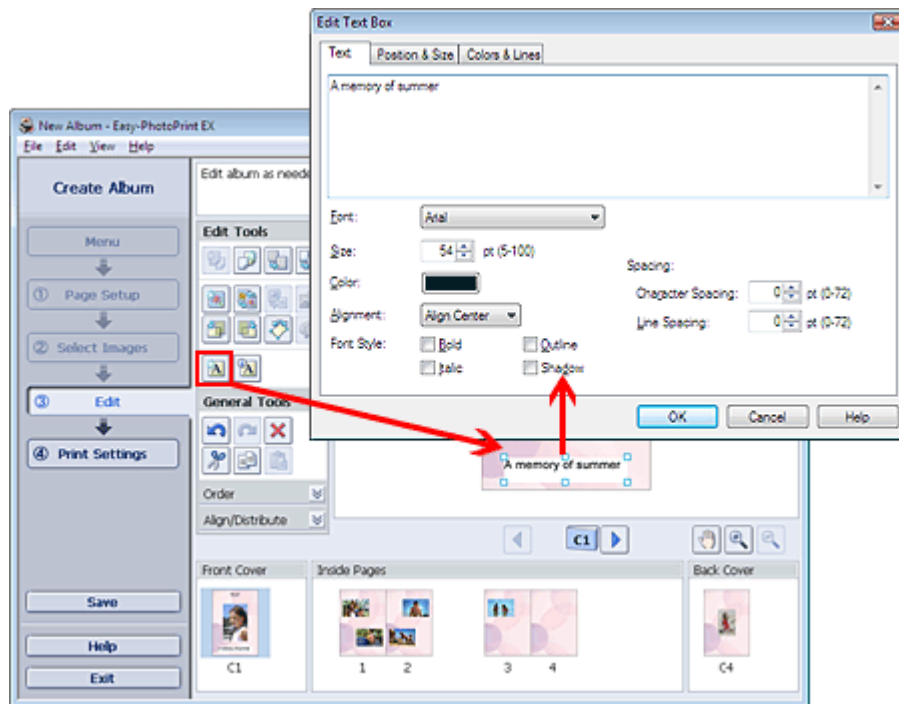 Edit Text Box
Text
Position & Size
Colors & Lines
A memory of summer
Font:
Arial
Size:
54
pt (5-100)
Color:
Alignment:
Align Center
Font Style:
Bold
Outline
Italic
Shadow
Spacing:
Character Spacing:
0
pt (0-72)
Line Spacing:
0
pt (0-72)
OK
Cancel
Help
New Album - Easy-PhotoPrint EX
File Edit View Help
Create Album
Menu
① Page Setup
② Select Images
③ Edit
④ Print Settings
Save
Help
Exit
Edit album as neede
Edit Tools
General Tools
Order
Align/Distribute
A memory of summer
C1
Front Cover
C1
Inside Pages
1
2
3
4
Back Cover
C4